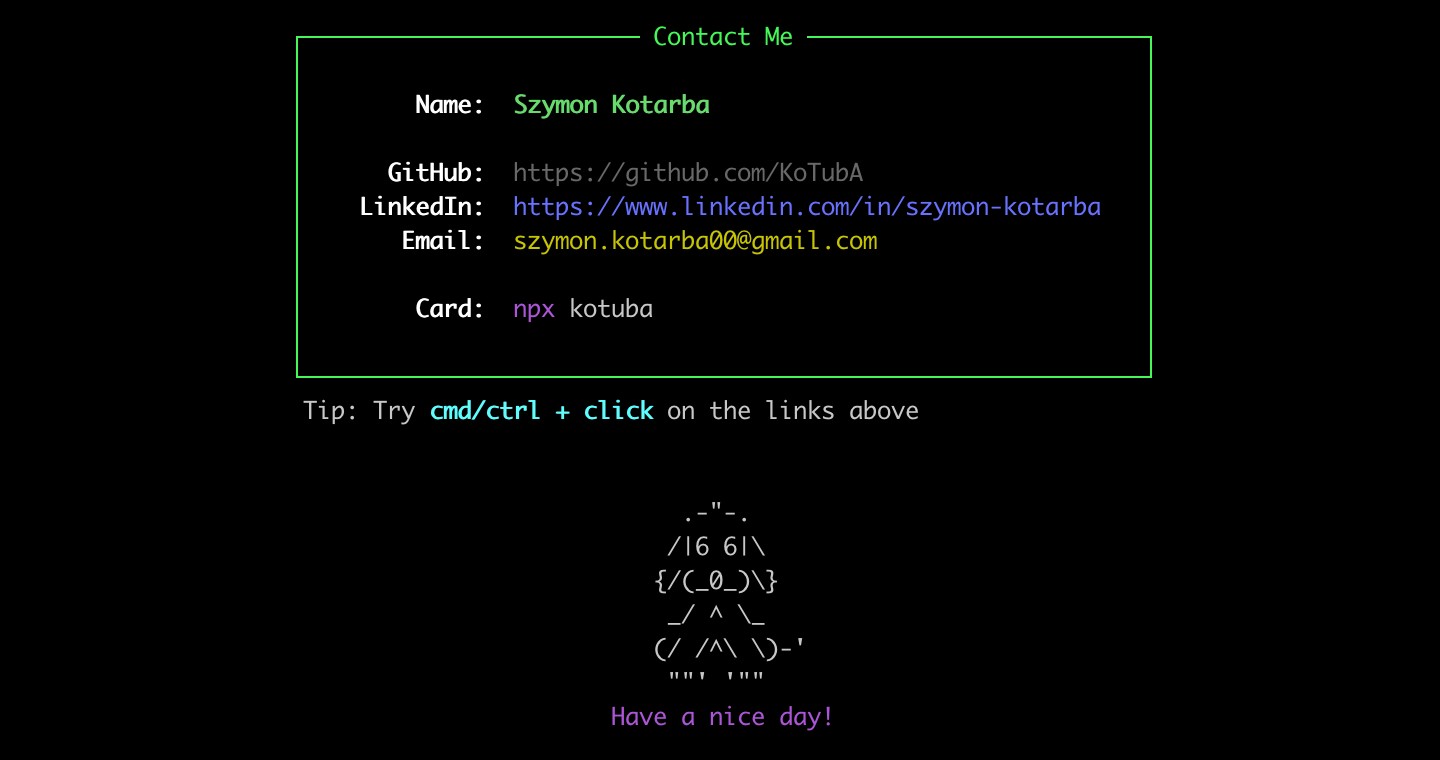 Contact Me
Name: Szymon Kotarba
GitHub: https://github.com/KoTubA
LinkedIn: https://www.linkedin.com/in/szymon-kotarba
Email: szymon.kotarba00@gmail.com
Card: npx kotuba
Tip: Try cmd/ctrl + click on the links above
.-"-.
/|6 6|\
{/(_0_)\}
_/ ^ \_
(/ /^\ \)-'
""' '""
Have a nice day!